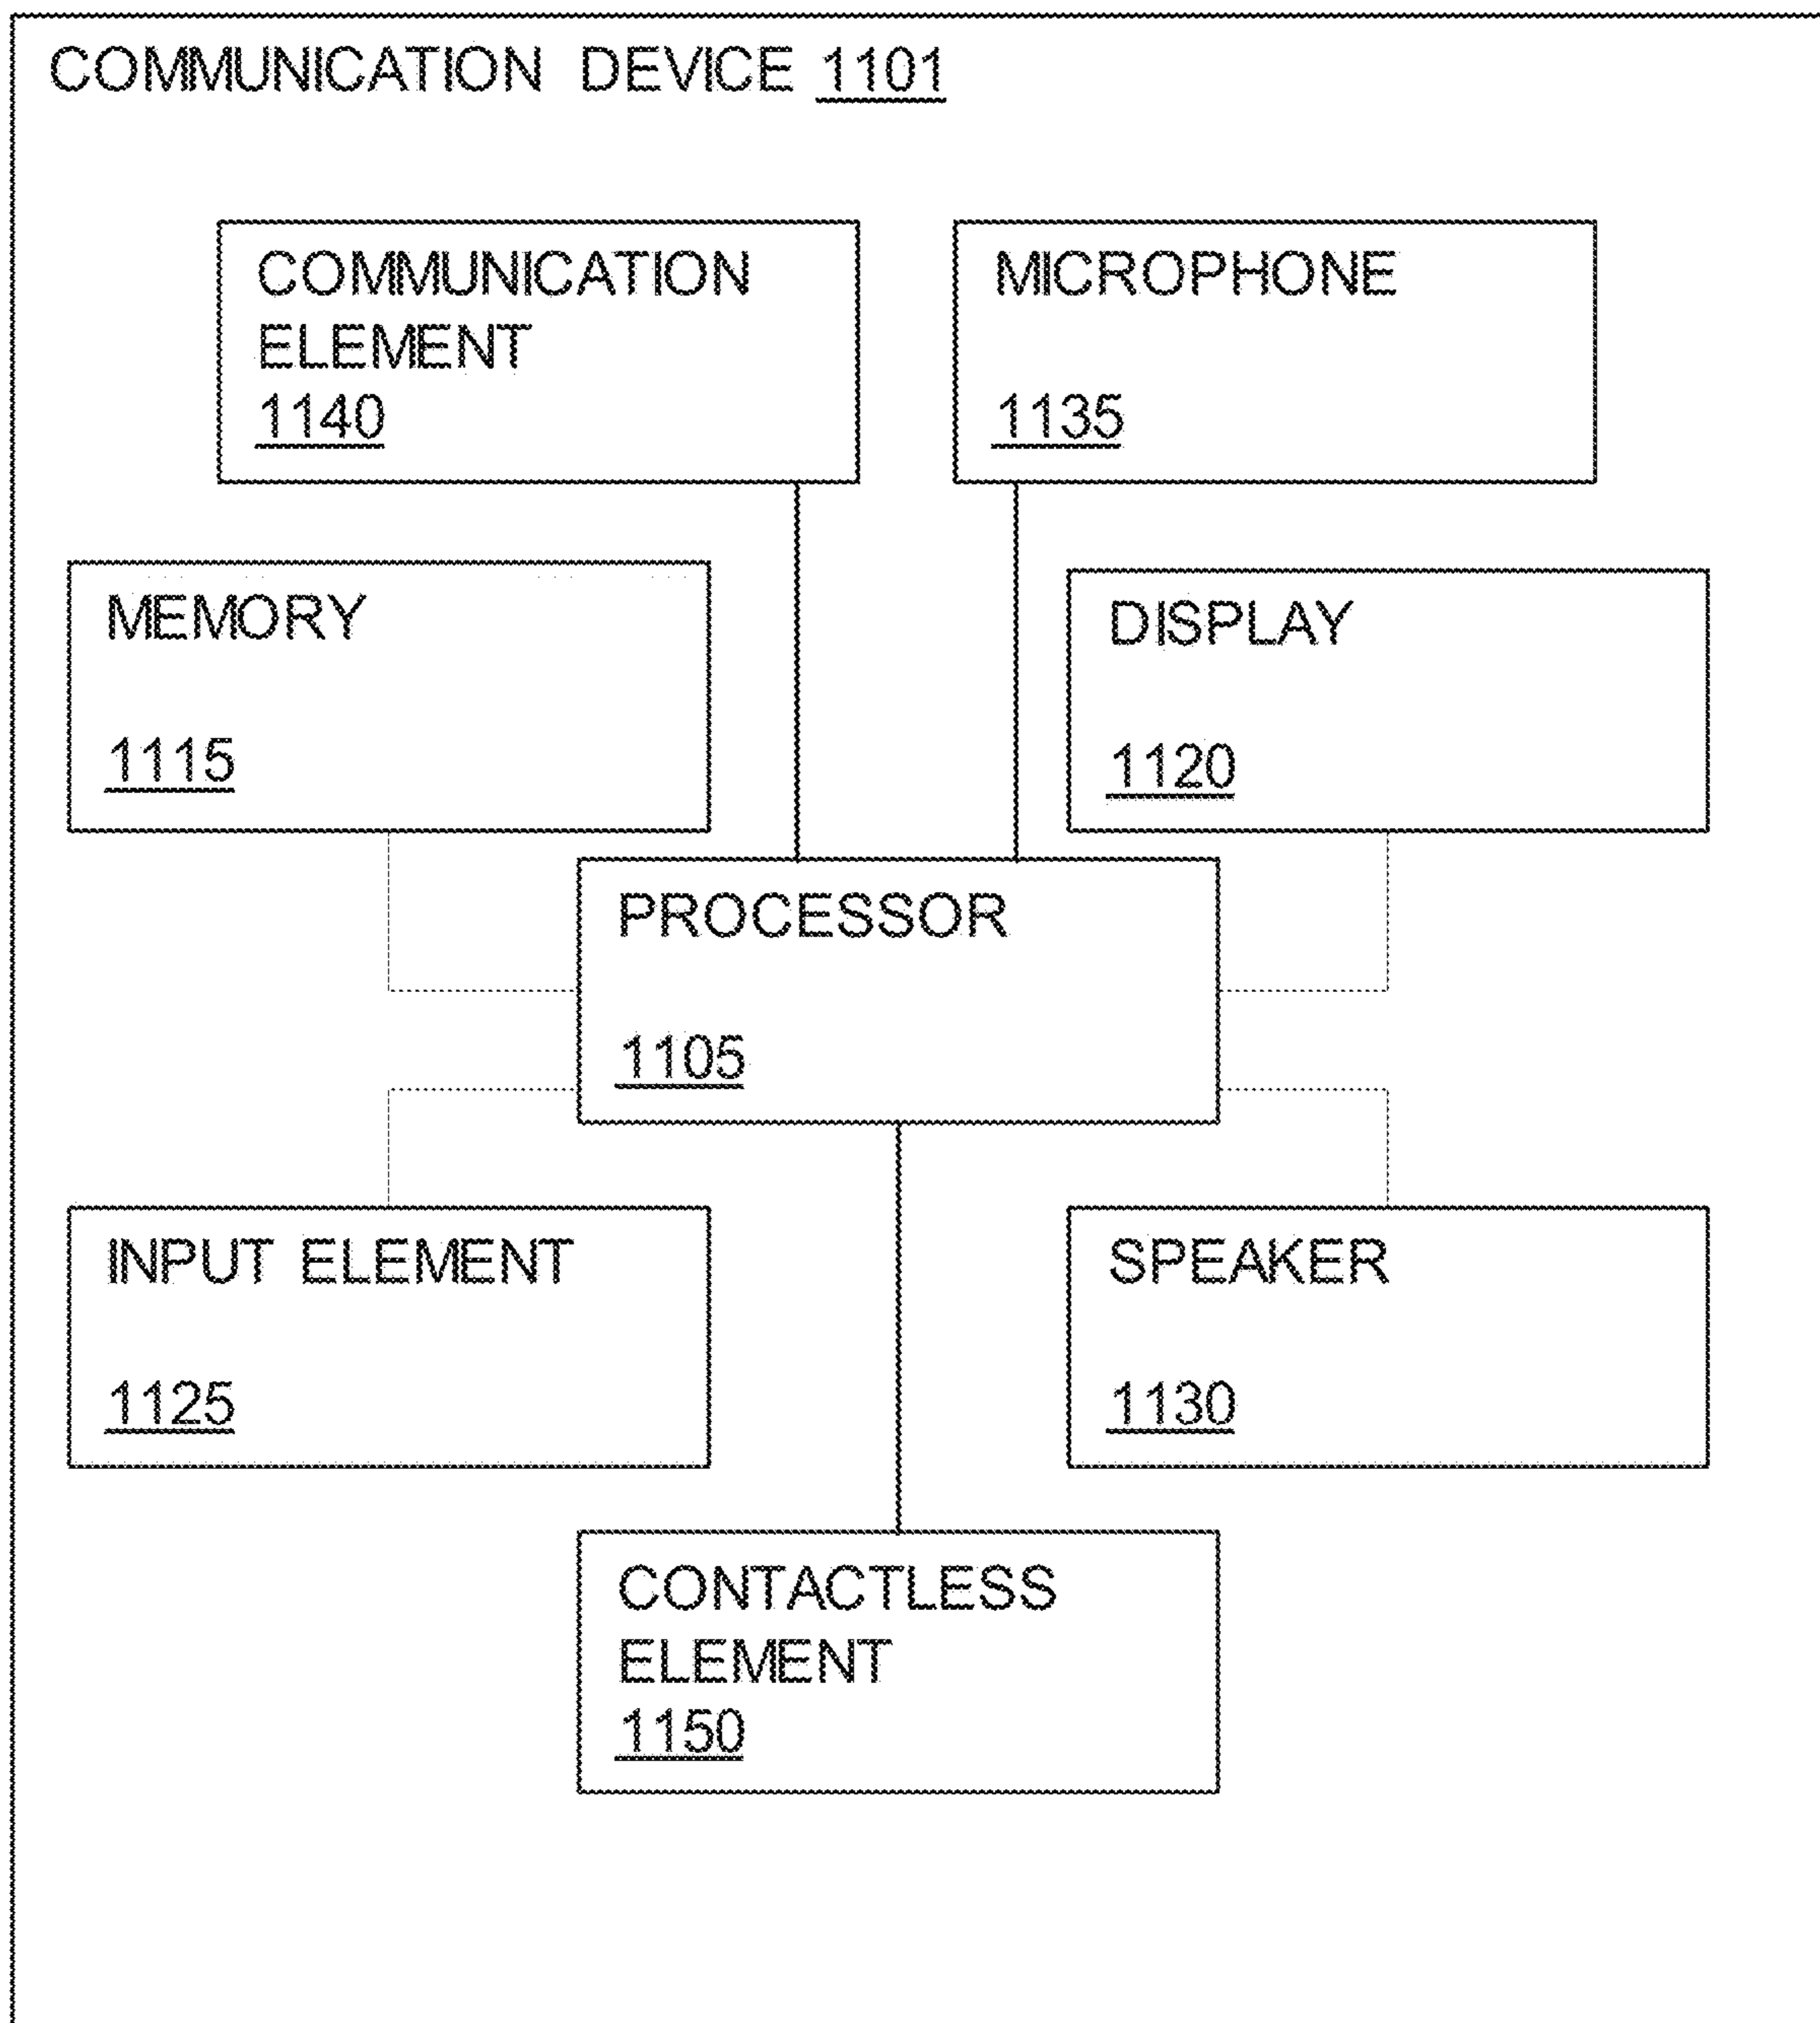 COMMUNICATION DEVICE 1101
COMMUNICATION
ELEMENT
1140
MICROPHONE
1135
MEMORY
1115
DISPLAY
1120
PROCESSOR
1105
INPUT ELEMENT
1125
SPEAKER
1130
CONTACTLESS
ELEMENT
1150